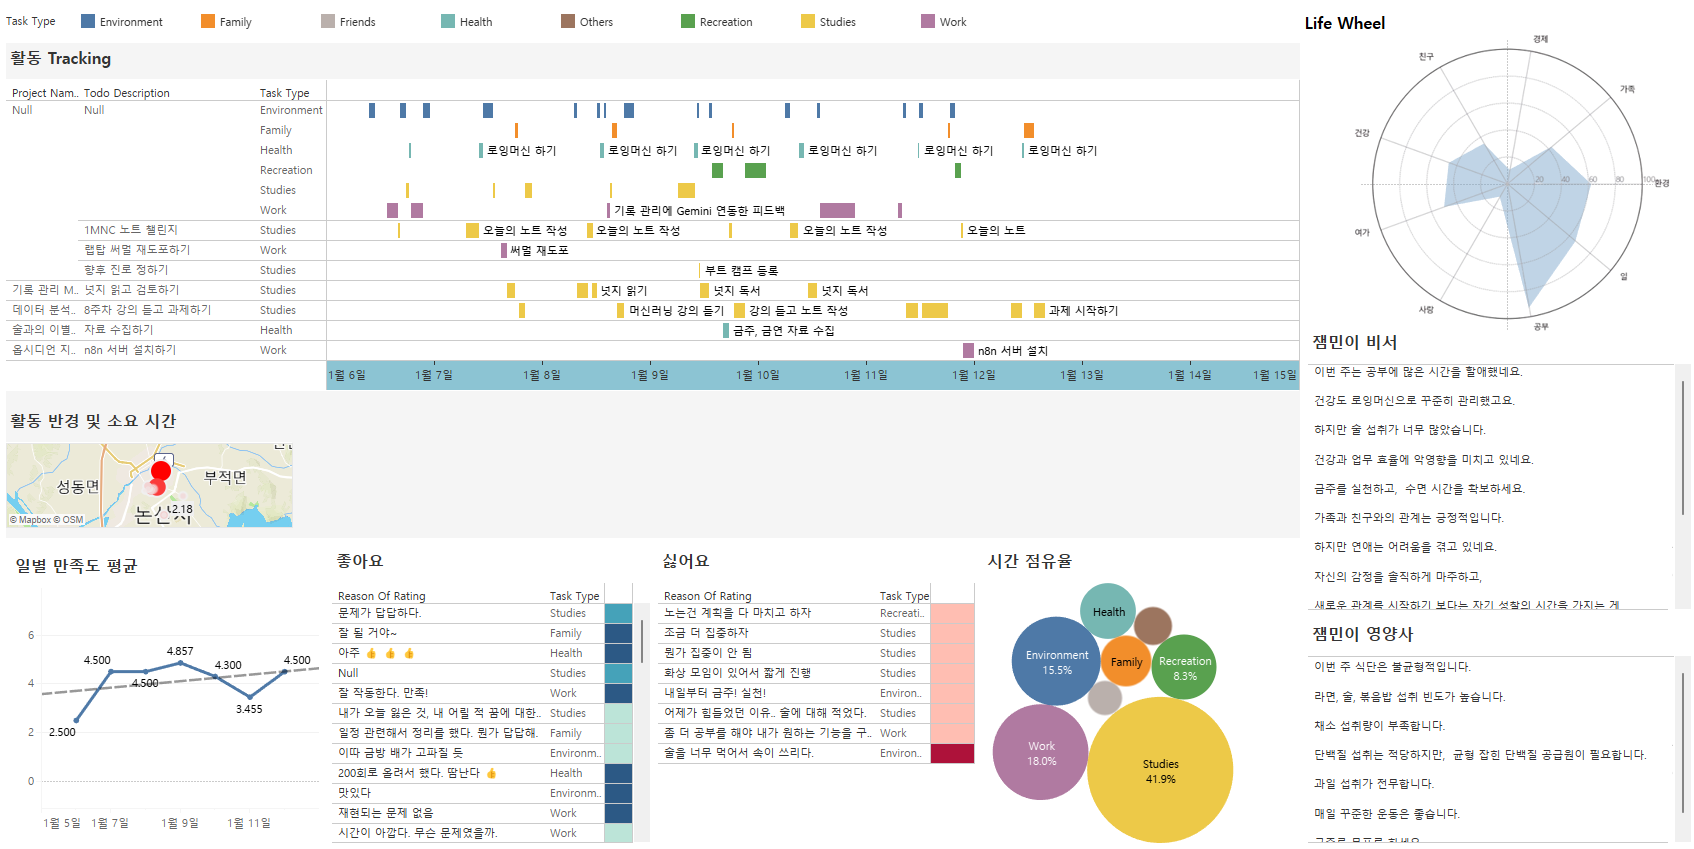 Task Type Environment Family Friends Health Others Recreation Studies Work
활동 Tracking
Project Nam.. Todo Description Task Type
Null Null Environment
Family
Health 로잉머신 하기 로잉머신 하기 로잉머신 하기 로잉머신 하기 로잉머신 하기 로잉머신 하기
Recreation
Studies
Work 기록 관리에 Gemini 연동한 피드백
1MNC 노트 챌린지 Studies 오늘의 노트 작성 오늘의 노트 작성 오늘의 노트 작성 오늘의 노트
랩탑 써멀 재도포하기 Work 써멀 재도포
향후 진로 정하기 Studies 부트 캠프 등록
기록 관리 M.. 넛지 읽고 검토하기 Studies 넛지 읽기 넛지 독서 넛지 독서
데이터 분석.. 8주차 강의 듣고 과제하기 Studies 머신러닝 강의 듣기 강의 듣고 노트 작성 과제 시작하기
술과의 이별.. 자료 수집하기 Health 금주, 금연 자료 수집
옵시디언 지.. n8n 서버 설치하기 Work n8n 서버 설치
1월 6일 1월 7일 1월 8일 1월 9일 1월 10일 1월 11일 1월 12일 1월 13일 1월 14일 1월 15일
활동 반경 및 소요 시간
성동면
부적면
2.18
© Mapbox © OSM
일별 만족도 평균
6
4
2
0
2.500
4.500
4.500
4.857
4.300
3.455
4.500
1월 5일 1월 7일 1월 9일 1월 11일
좋아요
Reason Of Rating Task Type
문제가 답답하다. Studies
잘 될 거야~ Family
아주 👍 👍 👍 Health
Null Studies
잘 작동한다. 만족! Work
내가 오늘 잃은 것, 내 어릴 적 꿈에 대한.. Studies
일정 관련해서 정리를 했다. 뭔가 답답해. Family
이따 금방 배가 고파질 듯 Environm..
200회로 올려서 했다. 땀난다 👍 Health
맛있다 Environm..
재현되는 문제 없음 Work
시간이 아깝다. 무슨 문제였을까. Work
싫어요
Reason Of Rating Task Type
노는건 계획을 다 마치고 하자 Recreati..
조금 더 집중하자 Studies
뭔가 집중이 안 됨 Studies
화상 모임이 있어서 짧게 진행 Studies
내일부터 금주! 실천! Environ..
어제가 힘들었던 이유.. 술에 대해 적었다. Studies
좀 더 공부를 해야 내가 원하는 기능을 구.. Work
술을 너무 먹어서 속이 쓰리다. Environ..
시간 점유율
Health
Environment
15.5%
Family
Recreation
8.3%
Work
18.0%
Studies
41.9%
Life Wheel
경제
친구
가족
건강
20 40 60 80 100
환경
여가
일
사랑
공부
잼민이 비서
이번 주는 공부에 많은 시간을 할애했네요.
건강도 로잉머신으로 꾸준히 관리했고요.
하지만 술 섭취가 너무 많았습니다.
건강과 업무 효율에 악영향을 미치고 있네요.
금주를 실천하고, 수면 시간을 확보하세요.
가족과 친구와의 관계는 긍정적입니다.
하지만 연애는 어려움을 겪고 있네요.
자신의 감정을 솔직하게 마주하고,
새로운 관계를 시작하기 보다는 자기 성찰의 시간을 가지는 게
잼민이 영양사
이번 주 식단은 불균형적입니다.
라면, 술, 볶음밥 섭취 빈도가 높습니다.
채소 섭취량이 부족합니다.
단백질 섭취는 적당하지만, 균형 잡힌 단백질 공급원이 필요합니다.
과일 섭취가 전무합니다.
매일 꾸준한 운동은 좋습니다.